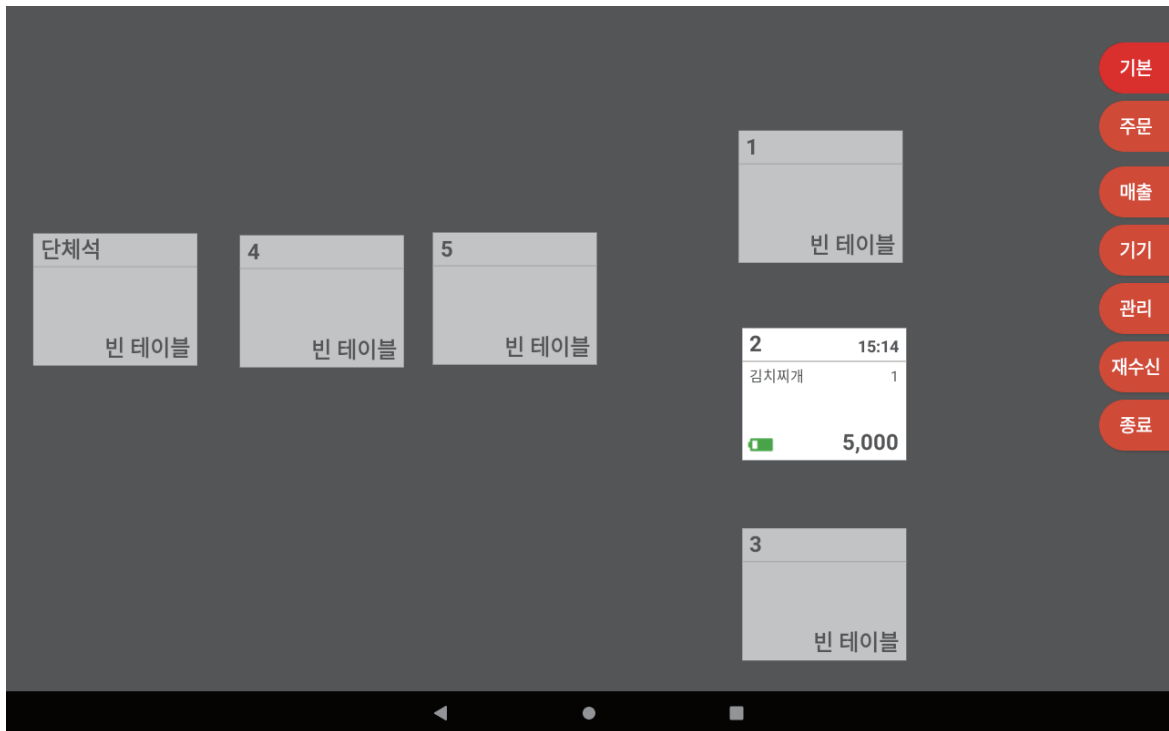 단체석
빈 테이블
4
빈 테이블
5
빈 테이블
1
빈 테이블
2 15:14
김치찌개 1
5,000
3
빈 테이블
기본
주문
매출
기기
관리
재수신
종료